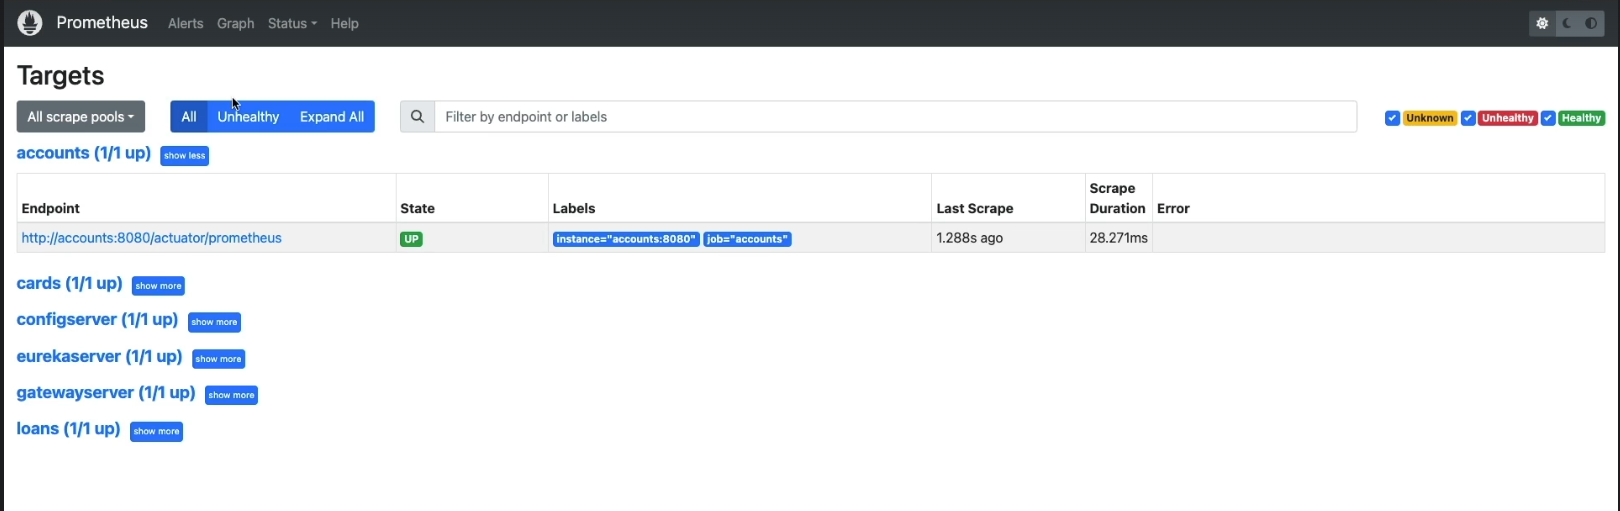 Prometheus Alerts Graph Status Help
Targets
All scrape pools All Unhealthy Expand All Filter by endpoint or labels Unknown Unhealthy Healthy
accounts (1/1 up) show less
Endpoint State Labels Last Scrape Scrape Duration Error
http://accounts:8080/actuator/prometheus UP instance="accounts:8080" job="accounts" 1.288s ago 28.271ms
cards (1/1 up) show more
configserver (1/1 up) show more
eurekaserver (1/1 up) show more
gatewayserver (1/1 up) show more
loans (1/1 up) show more